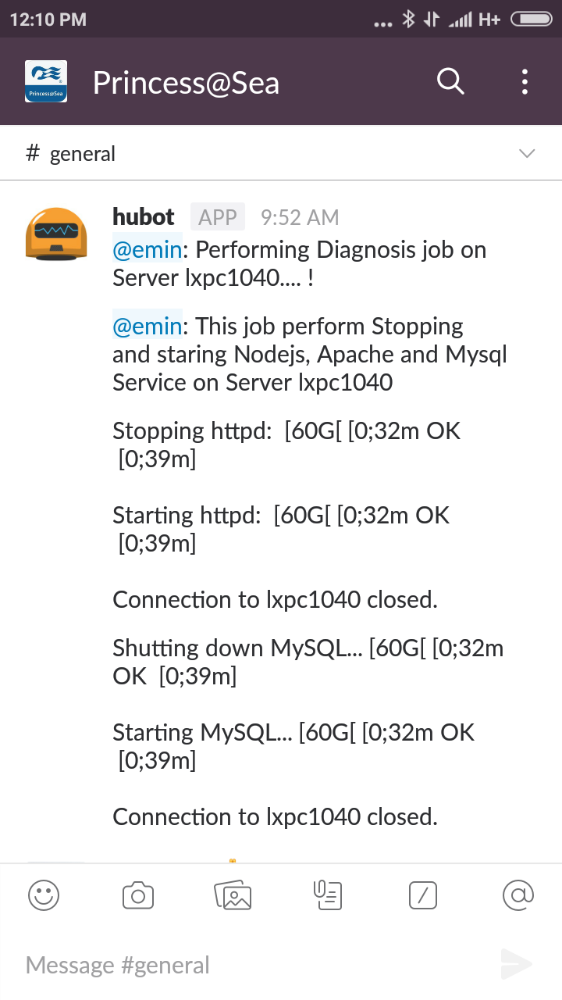 12:10 PM
H+
Princess@Sea
Princess@Sea
# general
hubot APP 9:52 AM
@emin: Performing Diagnosis job on
Server lxpc1040.... !
@emin: This job perform Stopping
and staring Nodejs, Apache and Mysql
Service on Server lxpc1040
Stopping httpd:  [60G[ [0;32m OK
[0;39m]
Starting httpd:  [60G[ [0;32m OK
[0;39m]
Connection to lxpc1040 closed.
Shutting down MySQL... [60G[ [0;32m
OK  [0;39m]
Starting MySQL... [60G[ [0;32m OK
[0;39m]
Connection to lxpc1040 closed.
Message #general